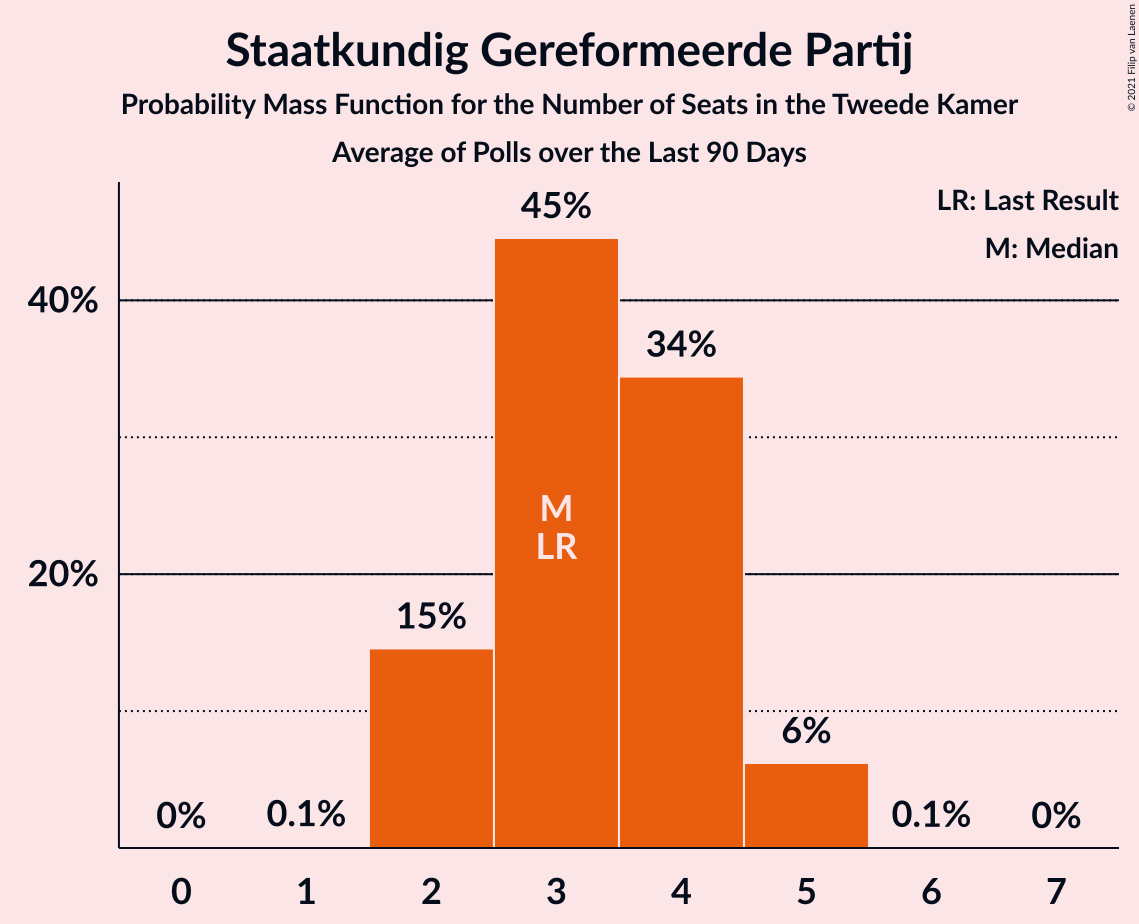 Staatkundig Gereformeerde Partij
Probability Mass Function for the Number of Seats in the Tweede Kamer
Average of Polls over the Last 90 Days
© 2021 Filip van Laenen
LR: Last Result
M: Median
45%
40%
34%
M
LR
20%
15%
6%
0%
0.1%
0.1%
0%
0 1 2 3 4 5 6 7